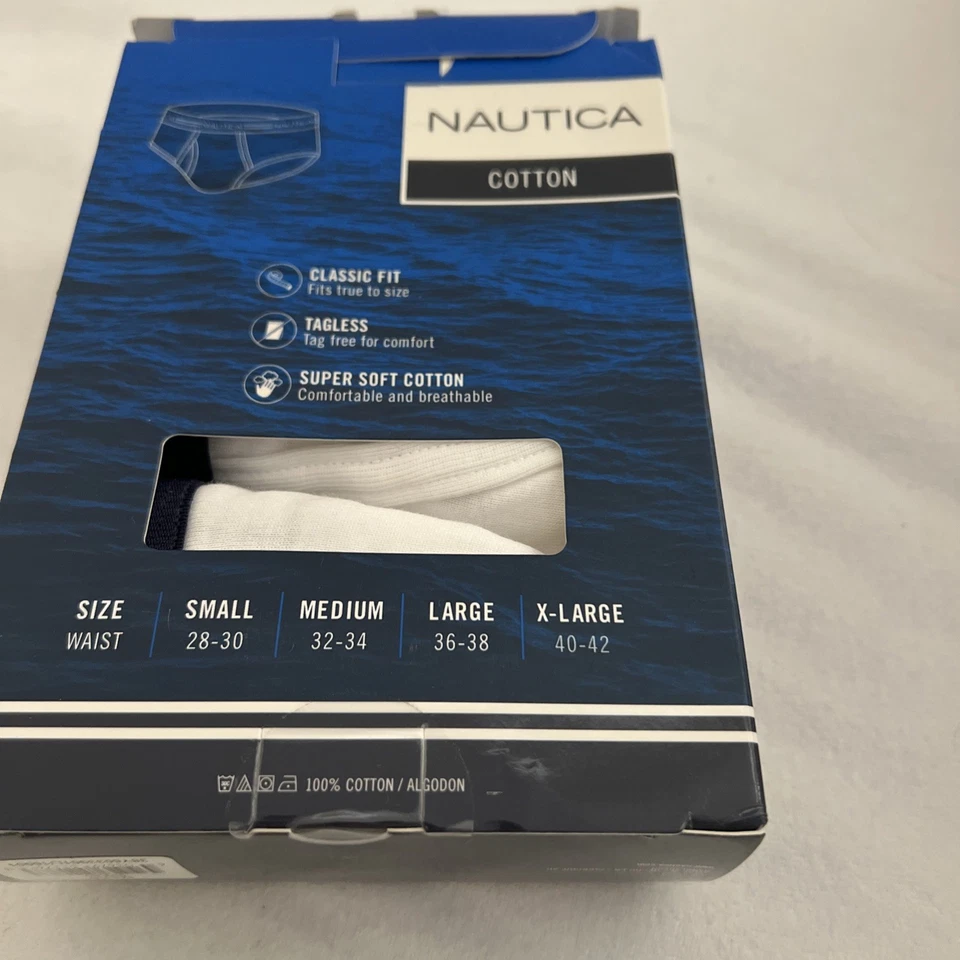 NAUTICA
COTTON
CLASSIC FIT
Fits true to size
TAGLESS
Tag free for comfort
SUPER SOFT COTTON
Comfortable and breathable
SIZE SMALL MEDIUM LARGE X-LARGE
WAIST 28-30 32-34 36-38 40-42
100% COTTON / ALGODON